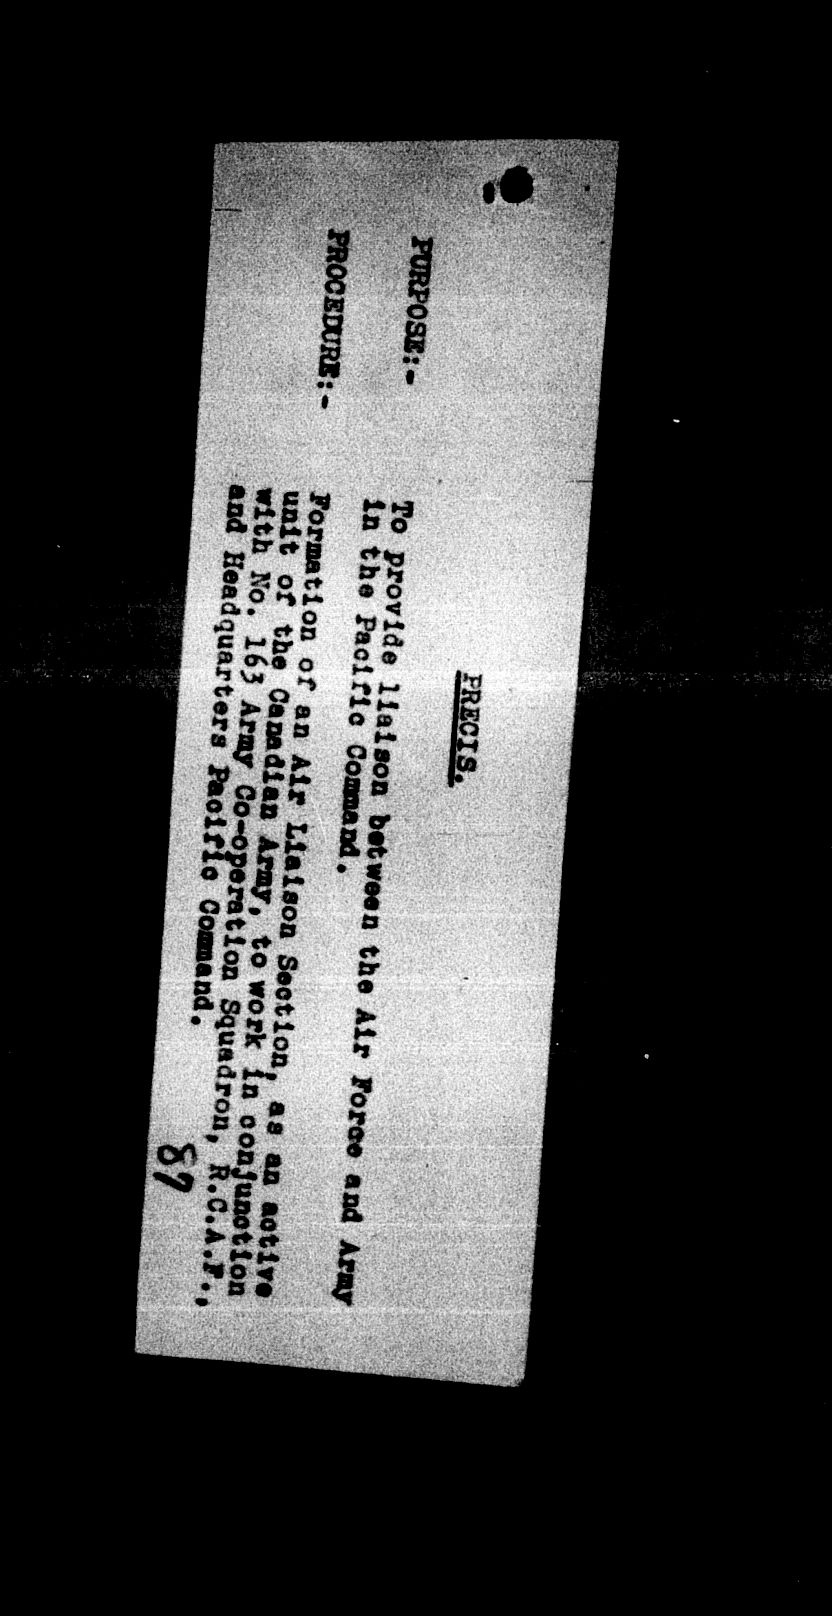 PRECIS.
PURPOSE:-
To provide liaison between the Air Force and Army
in the Pacific Command.
PROCEDURE:-
Formation of an Air Liaison Section, as an active
unit of the Canadian Army, to work in conjunction
with No. 163 Army Co-operation Squadron, R.C.A.F.,
and Headquarters Pacific Command.
87